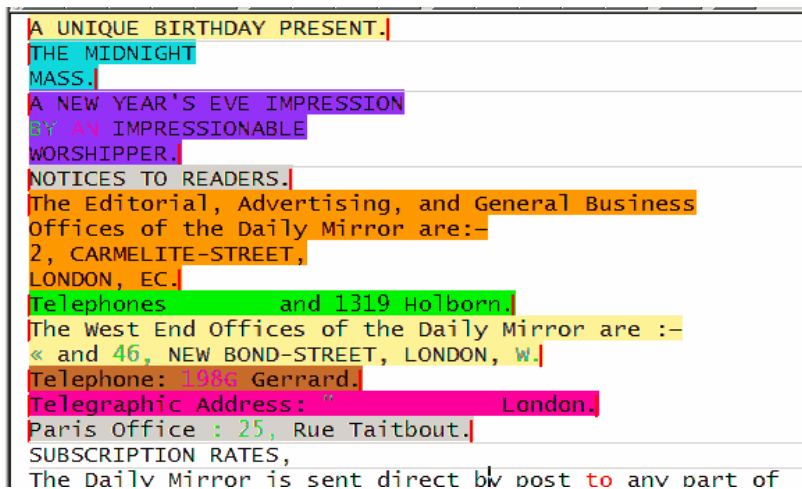 A UNIQUE BIRTHDAY PRESENT.
THE MIDNIGHT
MASS.
A NEW YEAR'S EVE IMPRESSION
BY AN IMPRESSIONABLE
WORSHIPPER.
NOTICES TO READERS.
The Editorial, Advertising, and General Business
Offices of the Daily Mirror are:—
2, CARMELITE-STREET,
LONDON, EC.
Telephones and 1319 Holborn.
The West End Offices of the Daily Mirror are :—
« and 46, NEW BOND-STREET, LONDON, W.
Telephone: 198G Gerrard.
Telegraphic Address: " London.
Paris Office : 25, Rue Taitbout.
SUBSCRIPTION RATES,
The Daily Mirror is sent direct by post to any part of